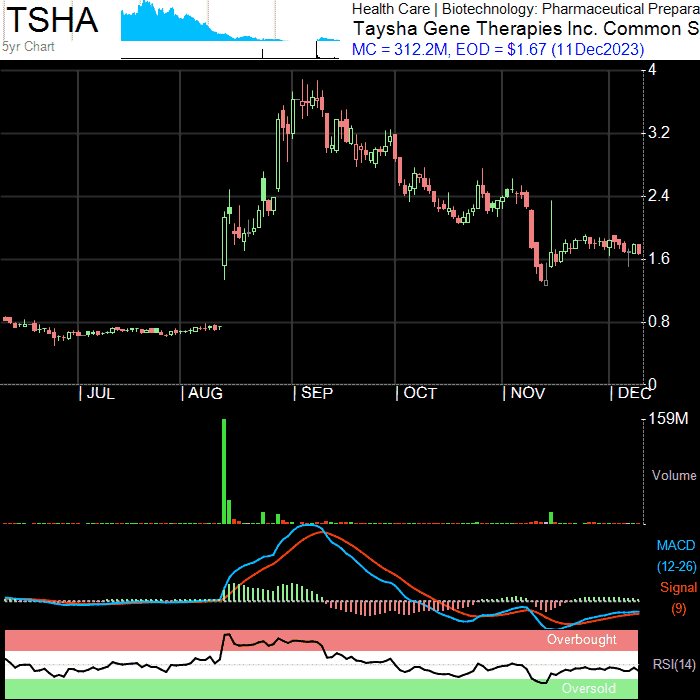 TSHA
5yr Chart
Health Care | Biotechnology: Pharmaceutical Prepara
Taysha Gene Therapies Inc. Common S
MC = 312.2M, EOD = $1.67 (11Dec2023)
4
3.2
2.4
1.6
0.8
0
| JUL | AUG | SEP | OCT | NOV | DEC
159M
Volume
MACD
(12-26)
Signal
(9)
Overbought
RSI(14)
Oversold